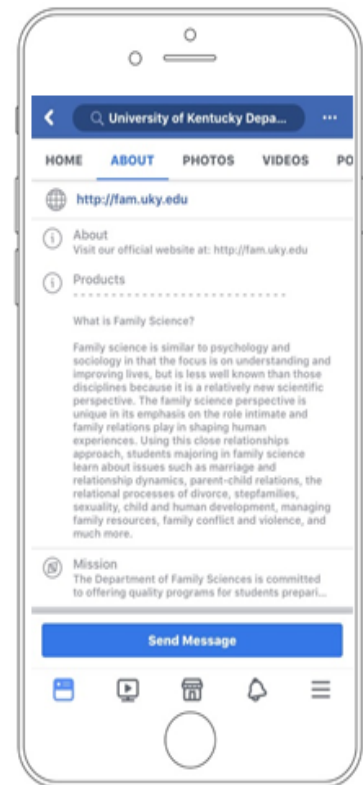 University of Kentucky Depa...
HOME ABOUT PHOTOS VIDEOS PO
http://fam.uky.edu
About
Visit our official website at: http://fam.uky.edu
Products
What is Family Science?
Family science is similar to psychology and
sociology in that the focus is on understanding and
improving lives, but is less well known than those
disciplines because it is a relatively new scientific
perspective. The family science perspective is
unique in its emphasis on the role intimate and
family relations play in shaping human
experiences. Using this close relationships
approach, students majoring in family science
learn about issues such as marriage and
relationship dynamics, parent-child relations, the
relational processes of divorce, stepfamilies,
sexuality, child and human development, managing
family resources, family conflict and violence, and
much more.
Mission
The Department of Family Sciences is committed
to offering quality programs for students prepari...
Send Message